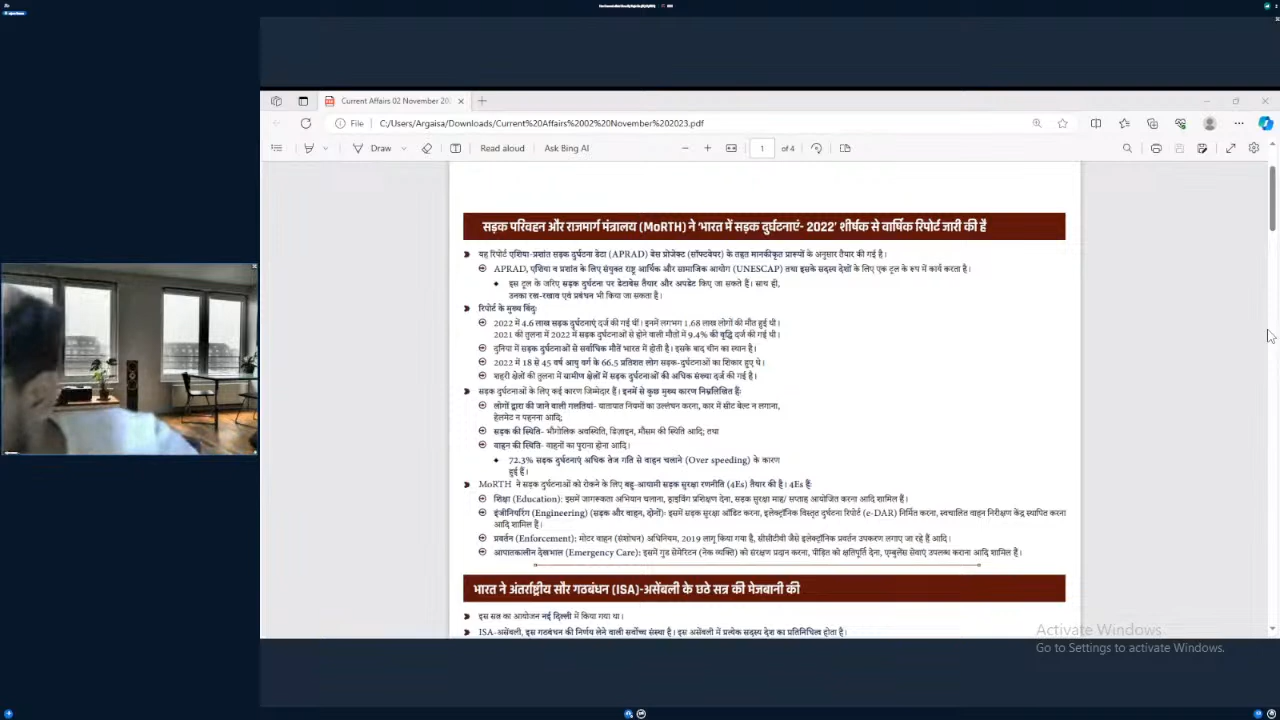 Current Affairs 02 November 202
File
C:/Users/Argaisa/Downloads/Current%20Affairs%2002%20November%202023.pdf
Draw
Read aloud
Ask Bing AI
1
of 4
सड़क परिवहन और राजमार्ग मंत्रालय (MoRTH) ने 'भारत में सड़क दुर्घटनाएं- 2022' शीर्षक से वार्षिक रिपोर्ट जारी की है
यह रिपोर्ट एशिया-प्रशांत सड़क दुर्घटना डेटा (APRAD) बेस प्रोजेक्ट (सॉफ्टवेयर) के तहत मानकीकृत प्रारूपों के अनुसार तैयार की गई है।
APRAD, एशिया व प्रशांत के लिए संयुक्त राष्ट्र आर्थिक और सामाजिक आयोग (UNESCAP) तथा इसके सदस्य देशों के लिए एक टूल के रूप में कार्य करता है।
इस टूल के जरिए सड़क दुर्घटना पर डेटाबेस तैयार और अपडेट किए जा सकते हैं। साथ ही,
उनका रख-रखाव एवं प्रबंधन भी किया जा सकता है।
रिपोर्ट के मुख्य बिंदु:
2022 में 4.6 लाख सड़क दुर्घटनाएं दर्ज की गई थीं। इनमें लगभग 1.68 लाख लोगों की मौत हुई थी।
2021 की तुलना में 2022 में सड़क दुर्घटनाओं से होने वाली मौतों में 9.4% की वृद्धि दर्ज की गई थी।
दुनिया में सड़क दुर्घटनाओं से सर्वाधिक मौतें भारत में होती है। इसके बाद चीन का स्थान है।
2022 में 18 से 45 वर्ष आयु वर्ग के 66.5 प्रतिशत लोग सड़क-दुर्घटनाओं का शिकार हुए थे।
शहरी क्षेत्रों की तुलना में ग्रामीण क्षेत्रों में सड़क दुर्घटनाओं की अधिक संख्या दर्ज की गई है।
सड़क दुर्घटनाओं के लिए कई कारण जिम्मेदार हैं। इनमें से कुछ मुख्य कारण निम्नलिखित हैं:
लोगों द्वारा की जाने वाली गलतियां- यातायात नियमों का उल्लंघन करना, कार में सीट बेल्ट न लगाना,
हेलमेट न पहनना आदि;
सड़क की स्थिति- भौगोलिक अवस्थिति, डिज़ाइन, मौसम की स्थिति आदि; तथा
वाहन की स्थिति- वाहनों का पुराना होना आदि।
72.3% सड़क दुर्घटनाएं अधिक तेज गति से वाहन चलाने (Over speeding) के कारण
हुई हैं।
MoRTH ने सड़क दुर्घटनाओं को रोकने के लिए बहु-आयामी सड़क सुरक्षा रणनीति (4Es) तैयार की है। 4Es हैं:
शिक्षा (Education): इसमें जागरूकता अभियान चलाना, ड्राइविंग प्रशिक्षण देना, सड़क सुरक्षा माह/ सप्ताह आयोजित करना आदि शामिल हैं।
इंजीनियरिंग (Engineering) (सड़क और वाहन, दोनों): इसमें सड़क सुरक्षा ऑडिट करना, इलेक्ट्रॉनिक विस्तृत दुर्घटना रिपोर्ट (e-DAR) निर्मित करना, स्वचालित वाहन निरीक्षण केंद्र स्थापित करना
आदि शामिल हैं।
प्रवर्तन (Enforcement): मोटर वाहन (संशोधन) अधिनियम, 2019 लागू किया गया है, सीसीटीवी जैसे इलेक्ट्रॉनिक प्रवर्तन उपकरण लगाए जा रहे हैं आदि।
आपातकालीन देखभाल (Emergency Care): इसमें गुड सेमेरिटन (नेक व्यक्ति) को संरक्षण प्रदान करना, पीड़ित को क्षतिपूर्ति देना, एम्बुलेंस सेवाएं उपलब्ध कराना आदि शामिल हैं।
भारत ने अंतर्राष्ट्रीय सौर गठबंधन (ISA)-असेंबली के छठे सत्र की मेजबानी की
इस सत्र का आयोजन नई दिल्ली में किया गया था।
ISA-असेंबली, इस गठबंधन की निर्णय लेने वाली सर्वोच्च संस्था है। इस असेंबली में प्रत्येक सदस्य देश का प्रतिनिधित्व होता है।
Activate Windows
Go to Settings to activate Windows.